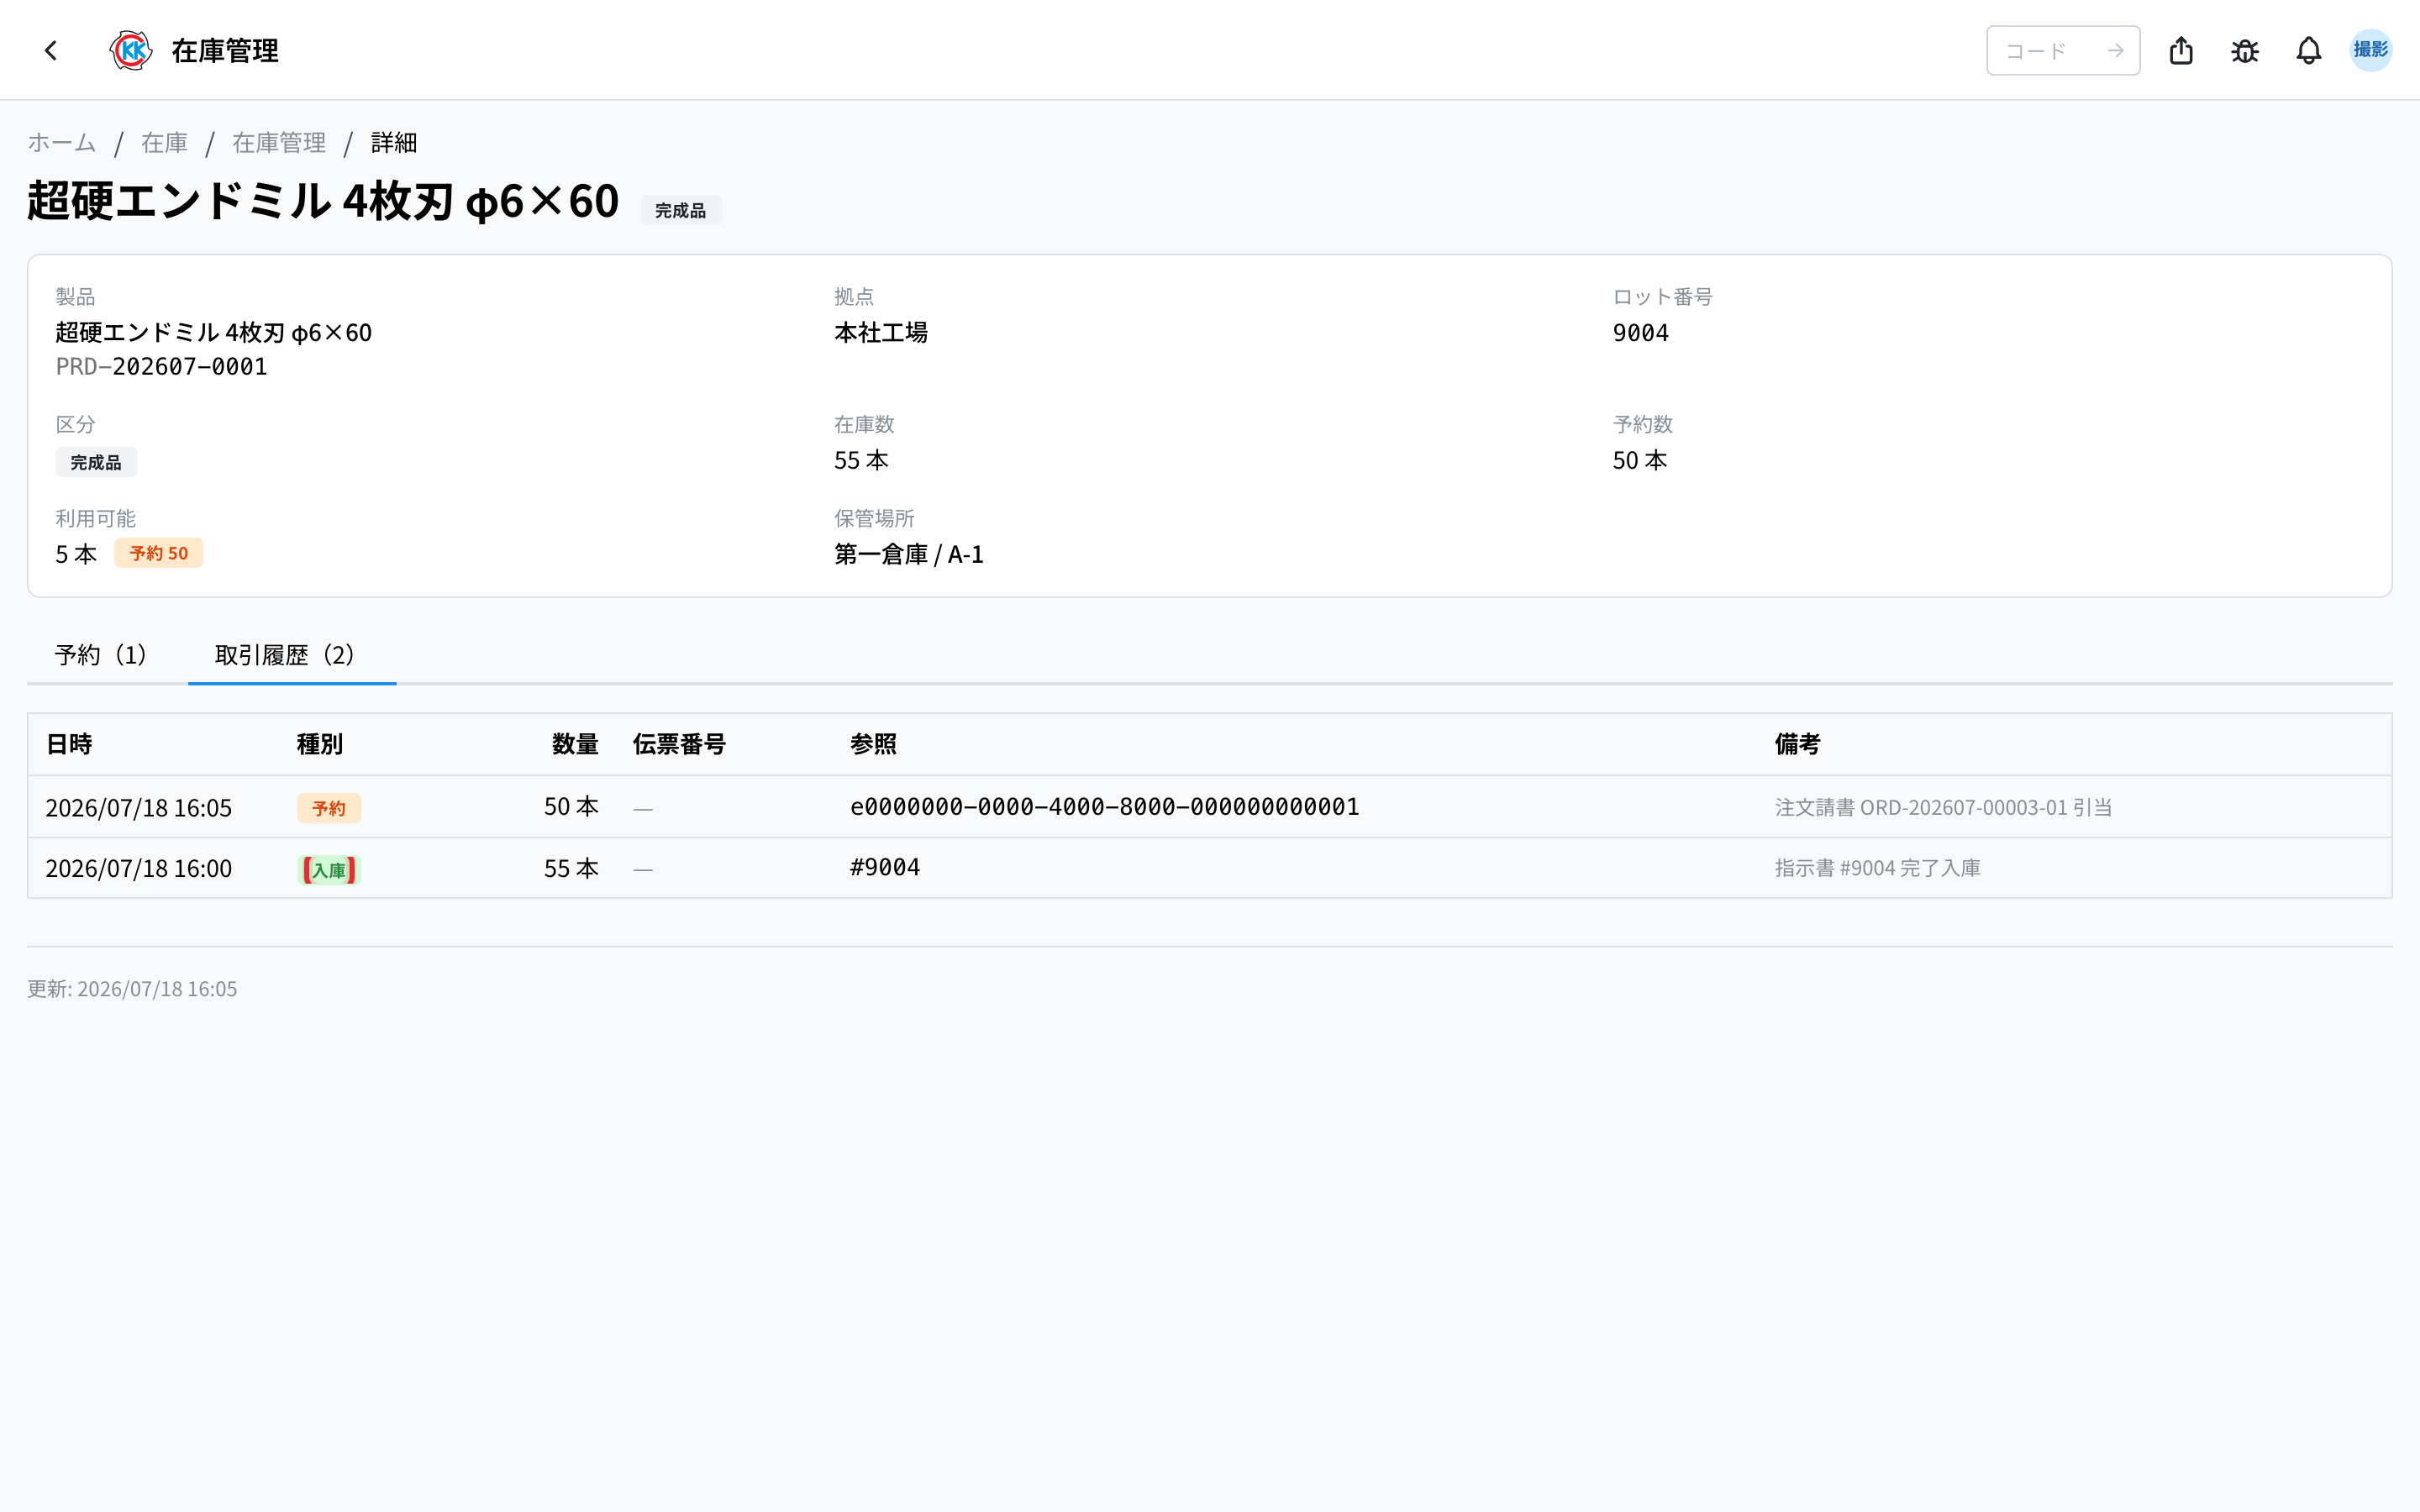 CKK 在庫管理
コード
撮影
ホーム / 在庫 / 在庫管理 / 詳細
超硬エンドミル 4枚刃 φ6×60 完成品
製品 拠点 ロット番号
超硬エンドミル 4枚刃 φ6×60 本社工場 9004
PRD-202607-0001
区分 在庫数 予約数
完成品 55 本 50 本
利用可能 保管場所
5 本 予約 50 第一倉庫 / A-1
予約（1） 取引履歴（2）
日時 種別 数量 伝票番号 参照 備考
2026/07/18 16:05 予約 50 本 — e0000000-0000-4000-8000-000000000001 注文請書 ORD-202607-00003-01 引当
2026/07/18 16:00 入庫 55 本 — #9004 指示書 #9004 完了入庫
更新: 2026/07/18 16:05